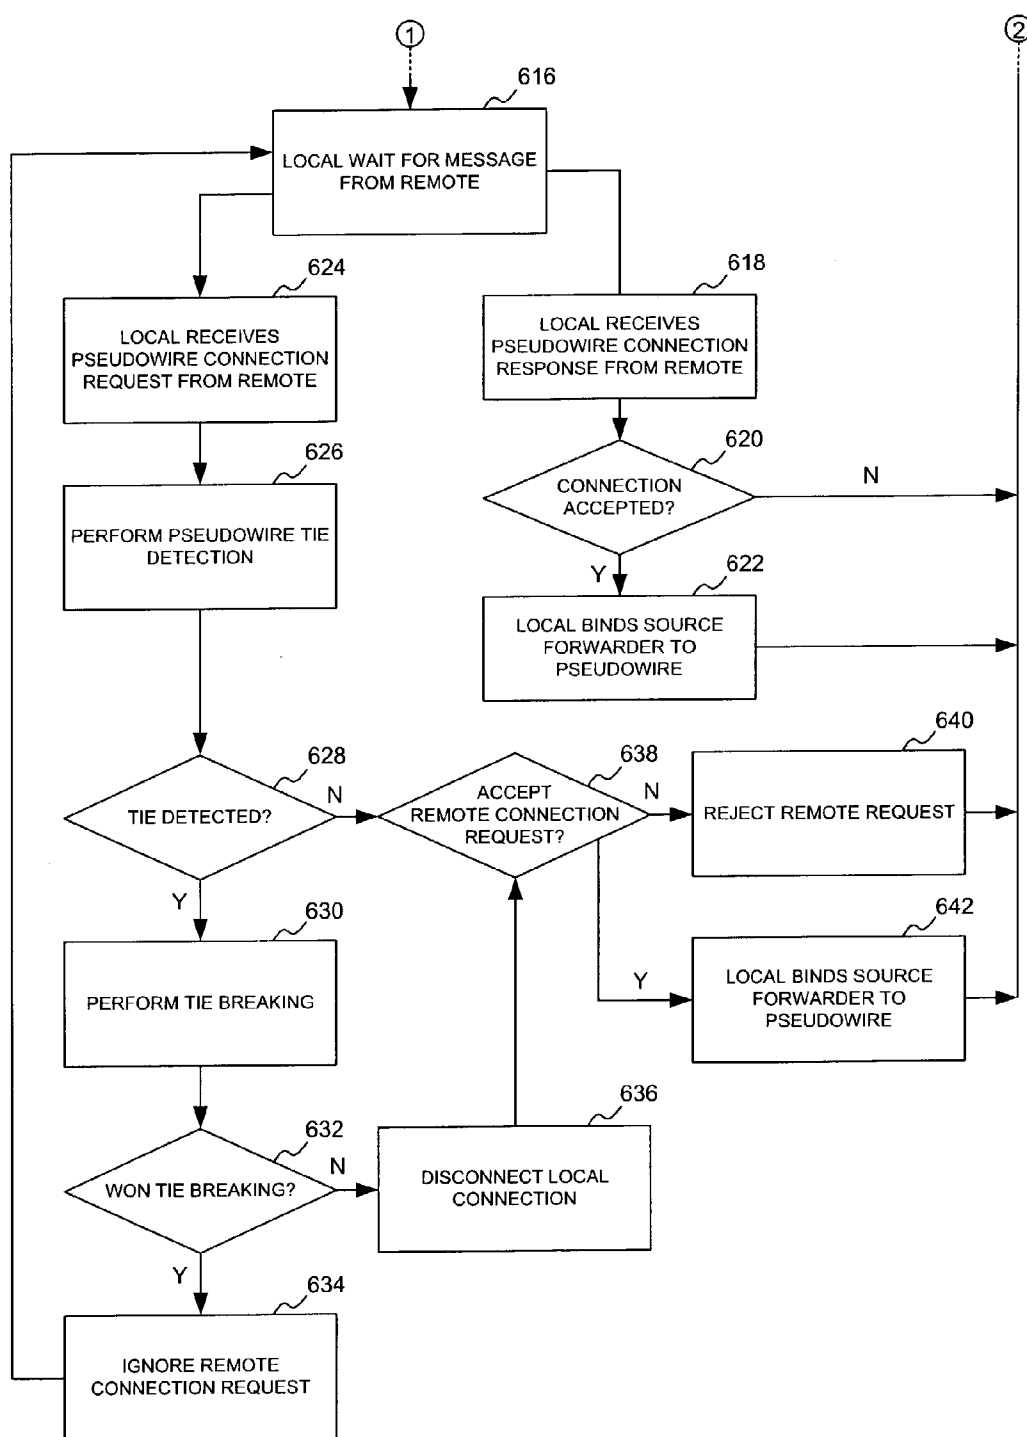 1
2
616
LOCAL WAIT FOR MESSAGE
FROM REMOTE
624
LOCAL RECEIVES
PSEUDOWIRE CONNECTION
REQUEST FROM REMOTE
618
LOCAL RECEIVES
PSEUDOWIRE CONNECTION
RESPONSE FROM REMOTE
626
PERFORM PSEUDOWIRE TIE
DETECTION
620
CONNECTION
ACCEPTED?
N
Y
622
LOCAL BINDS SOURCE
FORWARDER TO
PSEUDOWIRE
628
TIE DETECTED?
N
Y
638
ACCEPT
REMOTE CONNECTION
REQUEST?
N
Y
640
REJECT REMOTE REQUEST
630
PERFORM TIE BREAKING
642
LOCAL BINDS SOURCE
FORWARDER TO
PSEUDOWIRE
632
WON TIE BREAKING?
N
Y
636
DISCONNECT LOCAL
CONNECTION
634
IGNORE REMOTE
CONNECTION REQUEST